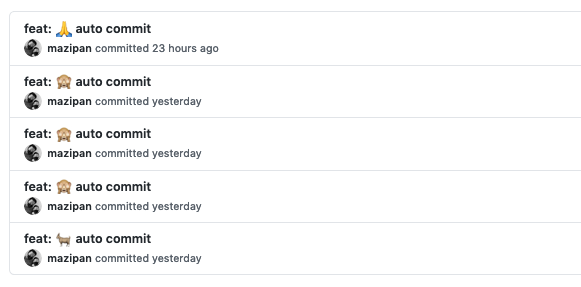 feat: 🙏 auto commit
mazipan committed 23 hours ago
feat: 🙈 auto commit
mazipan committed yesterday
feat: 🙈 auto commit
mazipan committed yesterday
feat: 🙈 auto commit
mazipan committed yesterday
feat: 🐐 auto commit
mazipan committed yesterday